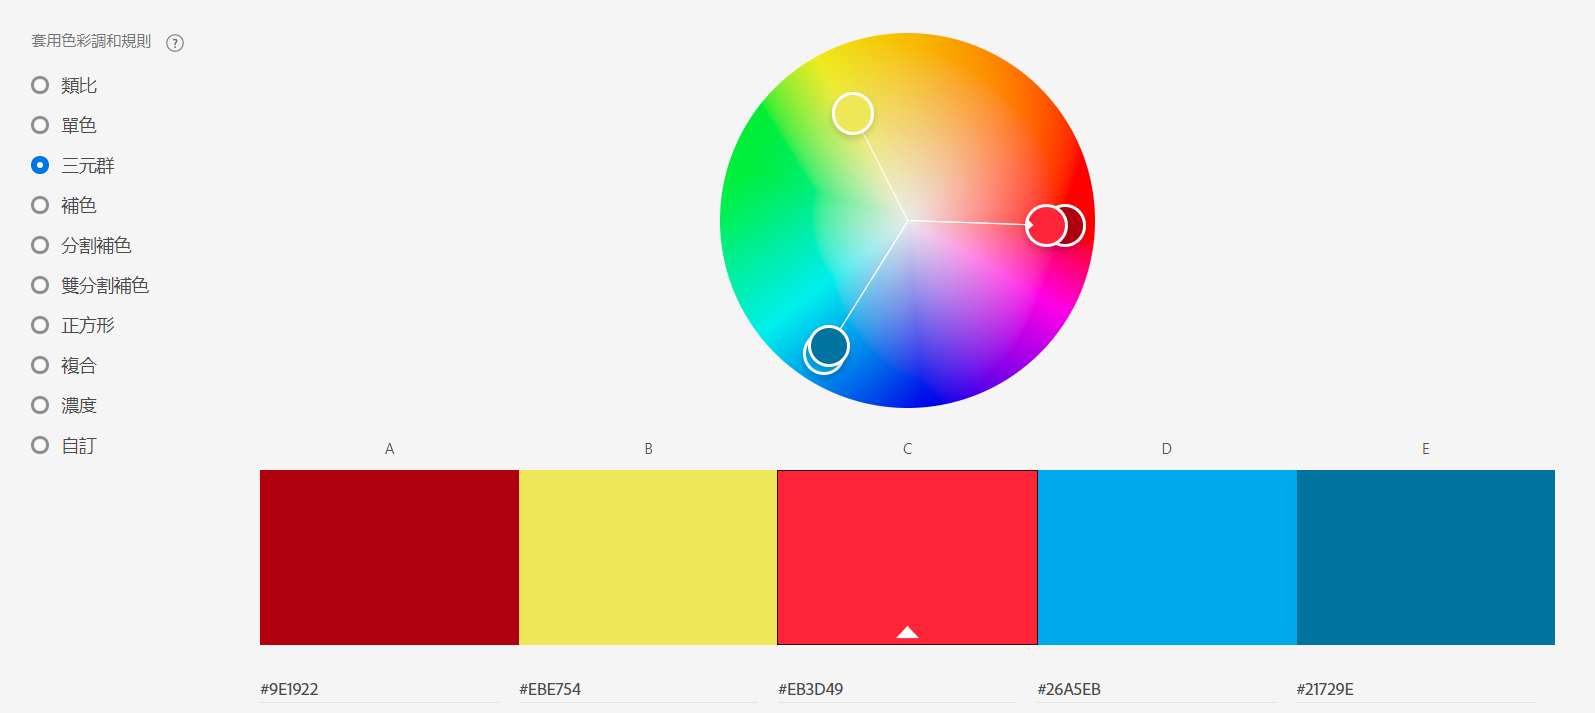 套用色彩調和規則 ?
類比
單色
三元群
補色
分割補色
雙分割補色
正方形
複合
濃度
自訂
A B C D E
#9E1922 #EBE754 #EB3D49 #26A5EB #21729E